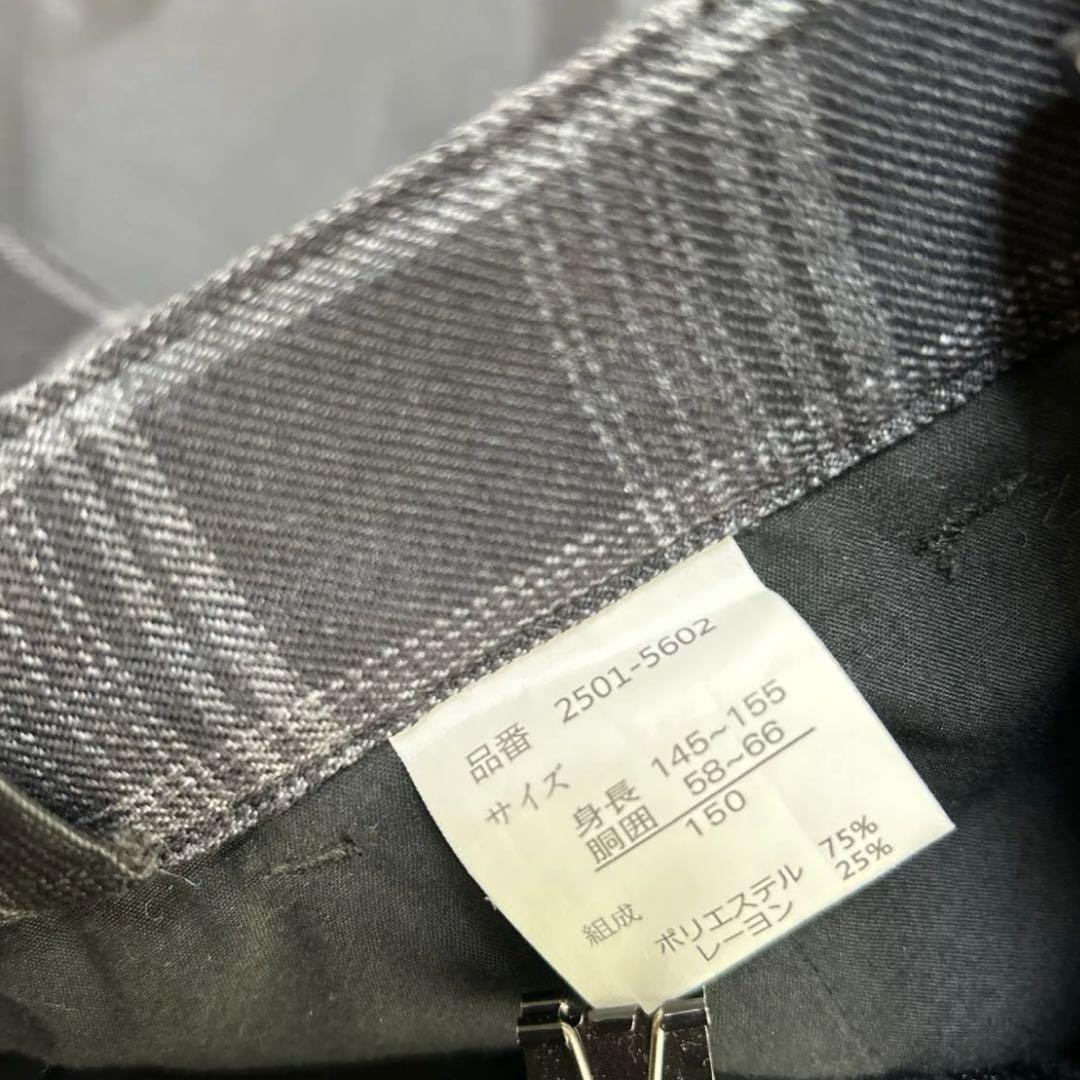 品番 2501-5602
サイズ
身長 145~155
胴囲 58~66
150
組成
ポリエステル 75%
レーヨン 25%